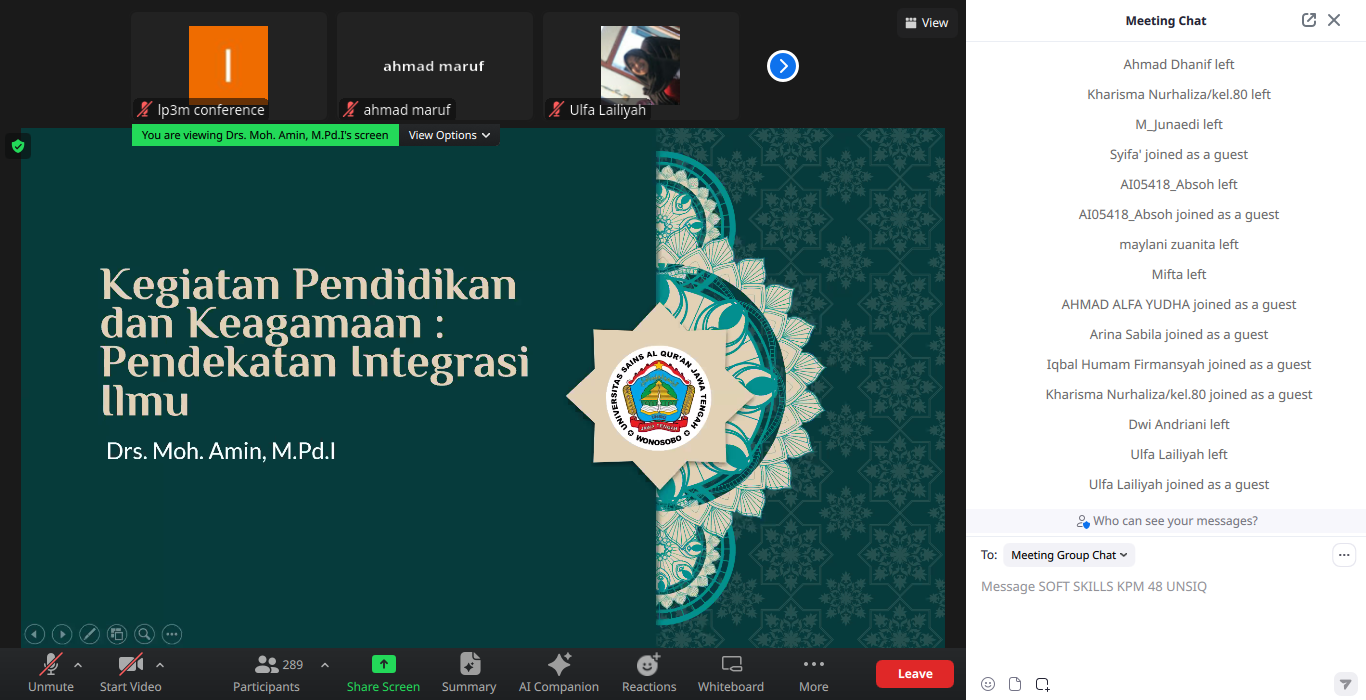 I
lp3m conference
ahmad maruf
ahmad maruf
Ulfa Lailiyah
View
You are viewing Drs. Moh. Amin, M.Pd.I's screen
View Options
Kegiatan Pendidikan
dan Keagamaan :
Pendekatan Integrasi
Ilmu
Drs. Moh. Amin, M.Pd.I
UNIVERSITAS SAINS AL QUR'AN JAWA TENGAH
WONOSOBO
Unmute
Start Video
289
Participants
Share Screen
Summary
AI Companion
Reactions
Whiteboard
More
Leave
Meeting Chat
Ahmad Dhanif left
Kharisma Nurhaliza/kel.80 left
M_Junaedi left
Syifa' joined as a guest
AI05418_Absoh left
AI05418_Absoh joined as a guest
maylani zuanita left
Mifta left
AHMAD ALFA YUDHA joined as a guest
Arina Sabila joined as a guest
Iqbal Humam Firmansyah joined as a guest
Kharisma Nurhaliza/kel.80 joined as a guest
Dwi Andriani left
Ulfa Lailiyah left
Ulfa Lailiyah joined as a guest
Who can see your messages?
To: Meeting Group Chat
Message SOFT SKILLS KPM 48 UNSIQ